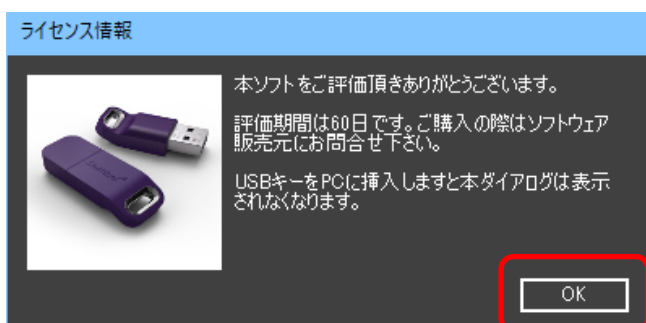 ライセンス情報
本ソフトをご評価頂きありがとうございます。
評価期間は60日です。ご購入の際はソフトウェア
販売元にお問合せ下さい。
USBキーをPCに挿入しますと本ダイアログは表示
されなくなります。
OK